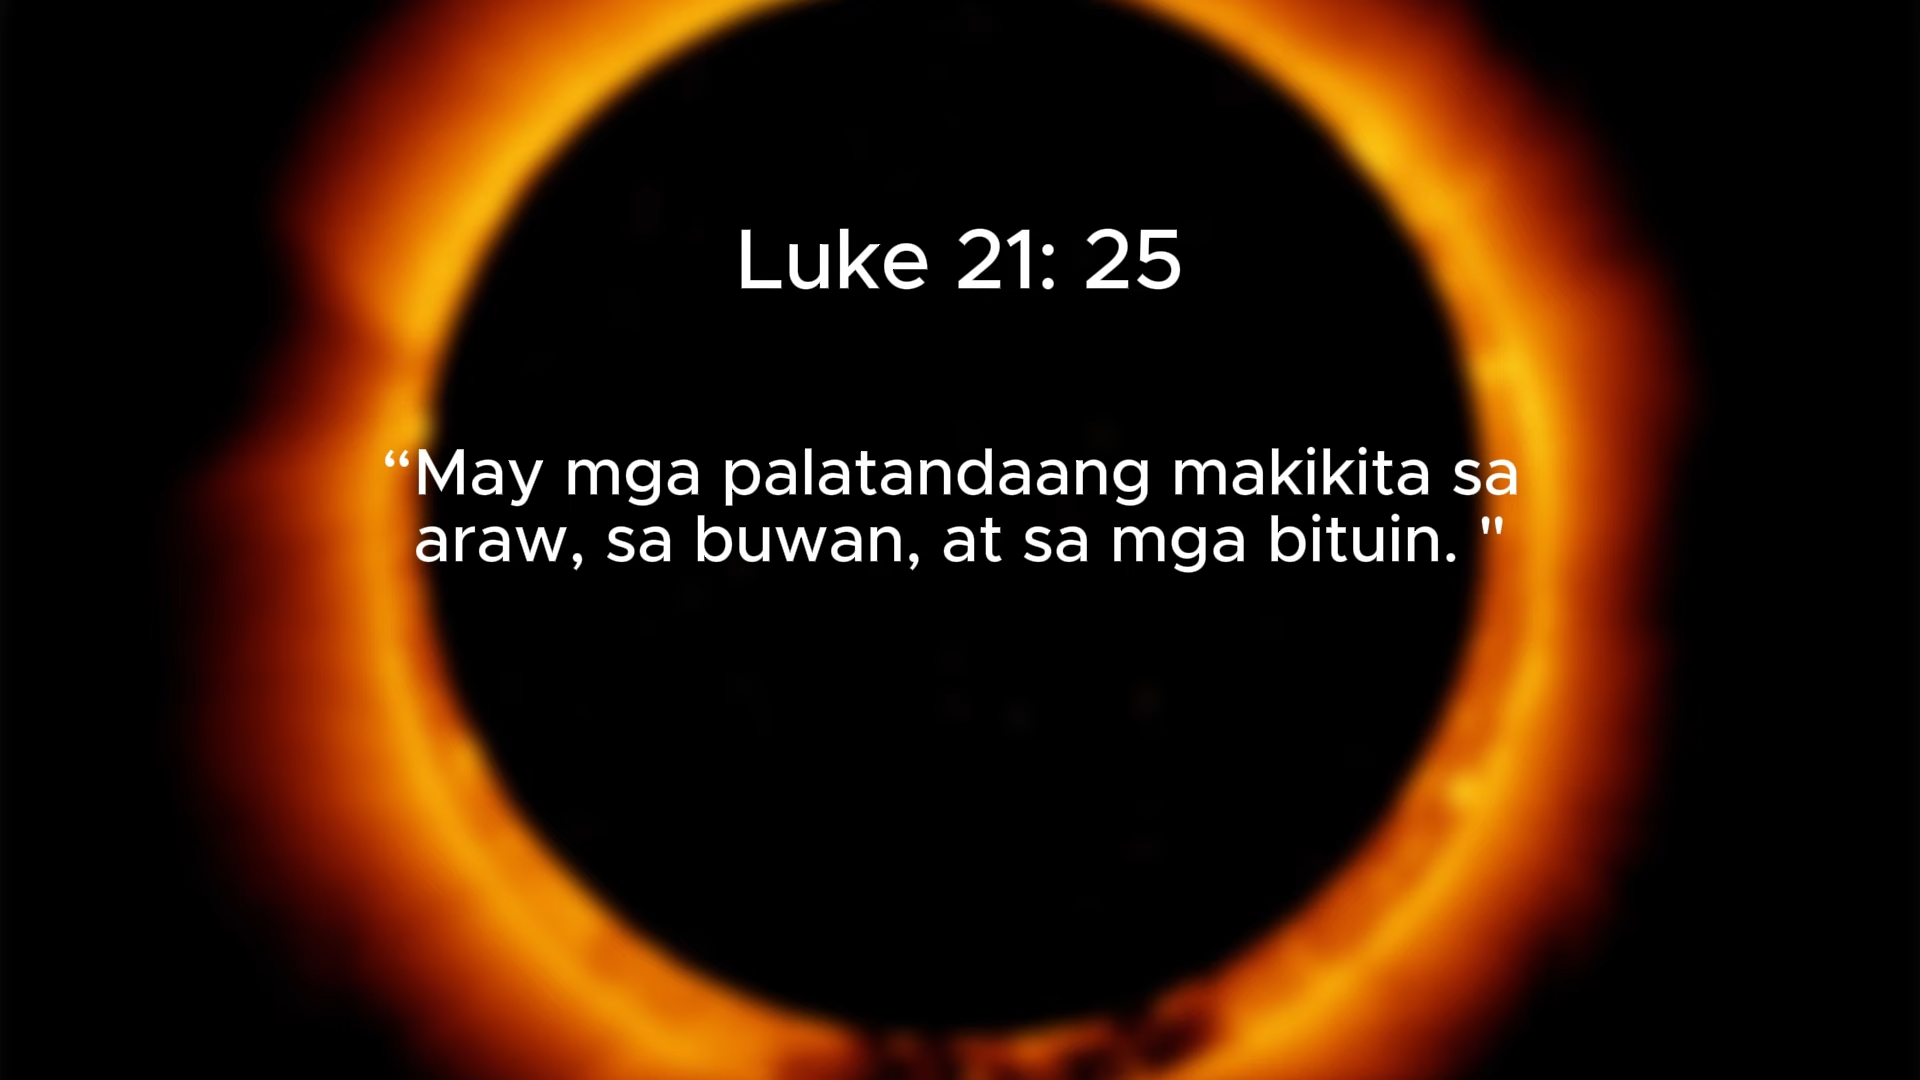 Luke 21: 25
“May mga palatandaang makikita sa
araw, sa buwan, at sa mga bituin. "